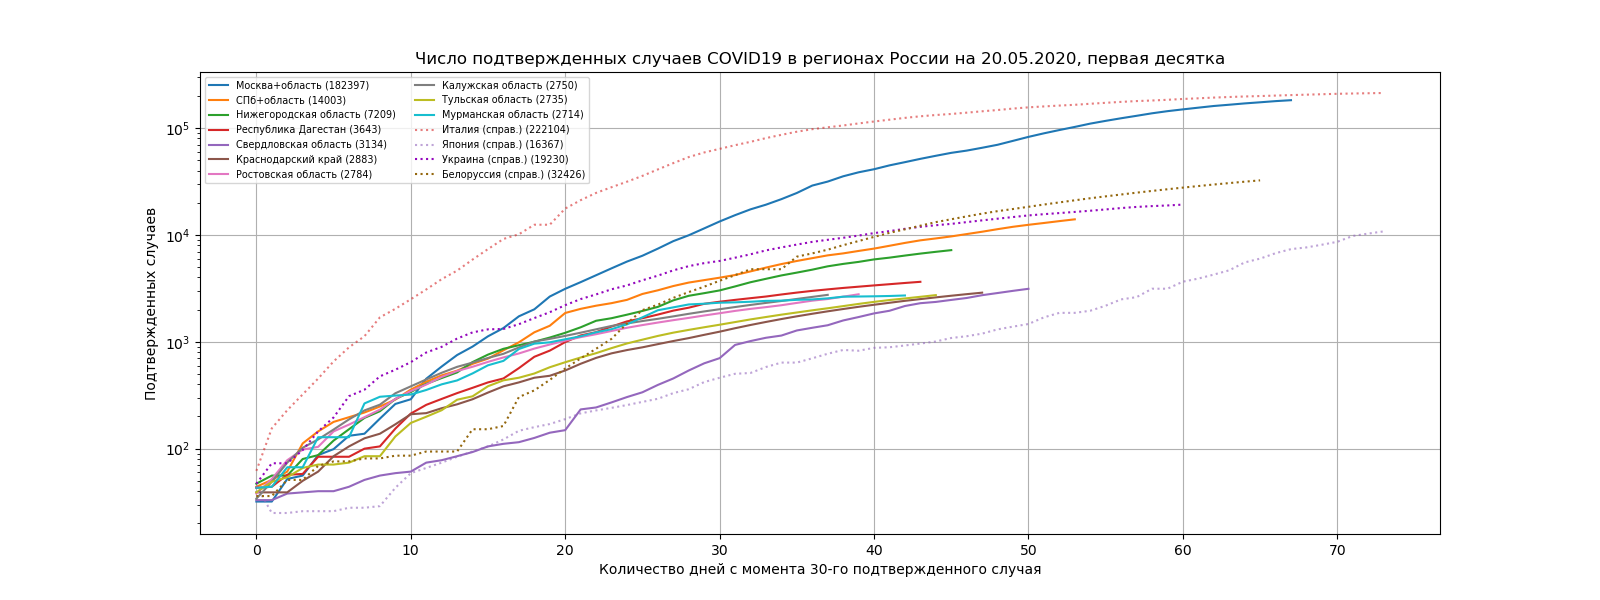 Число подтвержденных случаев COVID19 в регионах России на 20.05.2020, первая десятка
Москва+область (182397)
СПб+область (14003)
Нижегородская область (7209)
Республика Дагестан (3643)
Свердловская область (3134)
Краснодарский край (2883)
Ростовская область (2784)
Калужская область (2750)
Тульская область (2735)
Мурманская область (2714)
Италия (справ.) (222104)
Япония (справ.) (16367)
Украина (справ.) (19230)
Белоруссия (справ.) (32426)
Подтвержденных случаев
10^5
10^4
10^3
10^2
0 10 20 30 40 50 60 70
Количество дней с момента 30-го подтвержденного случая